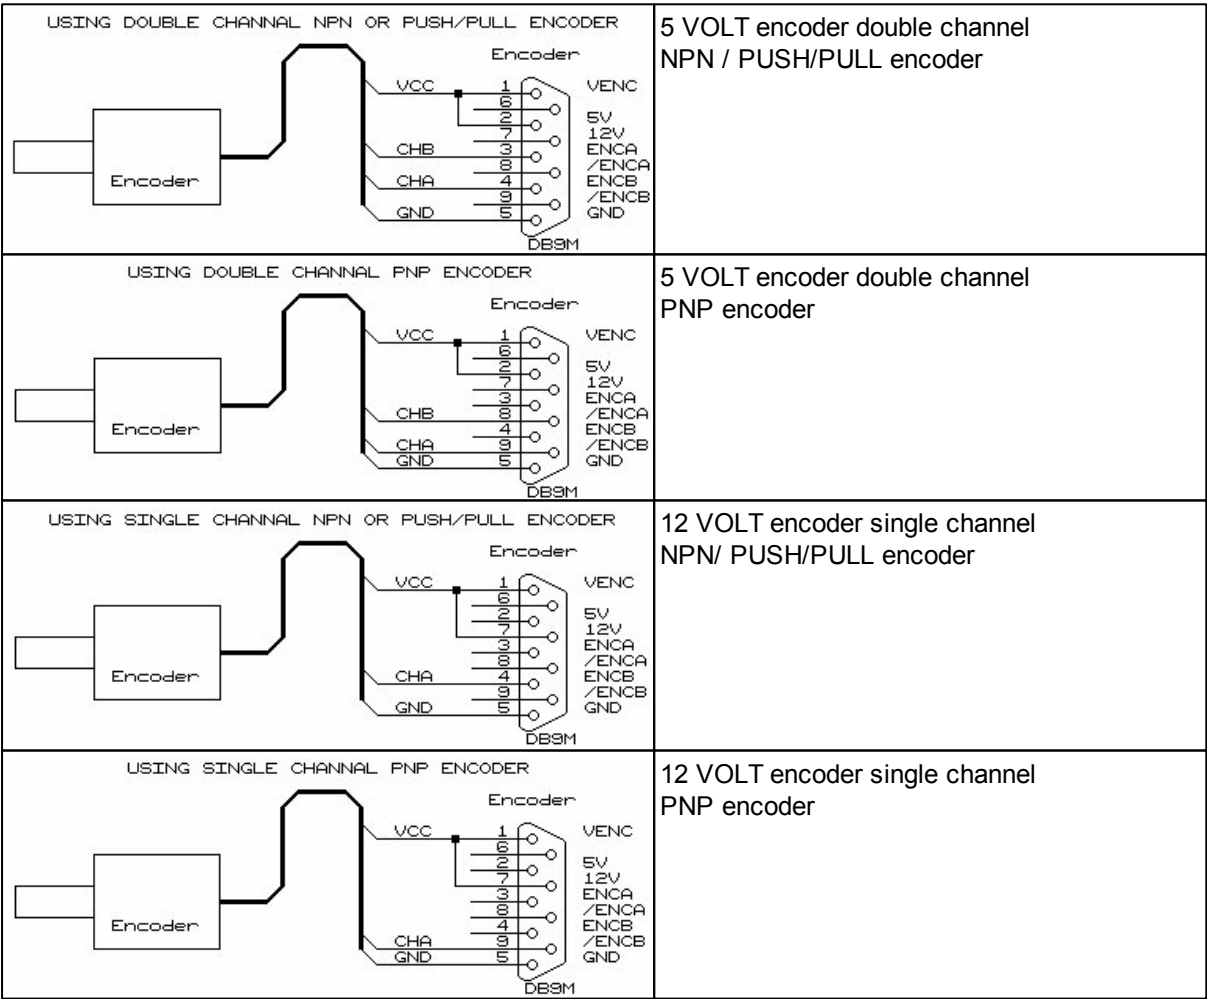 USING DOUBLE CHANNAL NPN OR PUSH/PULL ENCODER
Encoder
VCC 1 VENC
6
2 5V
7 12V
CHB 3 ENCA
8 /ENCA
CHA 4 ENCB
9 /ENCB
GND 5 GND
Encoder
DB9M
5 VOLT encoder double channel
NPN / PUSH/PULL encoder
USING DOUBLE CHANNAL PNP ENCODER
Encoder
VCC 1 VENC
6
2 5V
7 12V
3 ENCA
CHB 8 /ENCA
4 ENCB
CHA 9 /ENCB
GND 5 GND
Encoder
DB9M
5 VOLT encoder double channel
PNP encoder
USING SINGLE CHANNAL NPN OR PUSH/PULL ENCODER
Encoder
VCC 1 VENC
6
2 5V
7 12V
3 ENCA
8 /ENCA
CHA 4 ENCB
9 /ENCB
GND 5 GND
Encoder
DB9M
12 VOLT encoder single channel
NPN/ PUSH/PULL encoder
USING SINGLE CHANNAL PNP ENCODER
Encoder
VCC 1 VENC
6
2 5V
7 12V
3 ENCA
8 /ENCA
4 ENCB
CHA 9 /ENCB
GND 5 GND
Encoder
DB9M
12 VOLT encoder single channel
PNP encoder